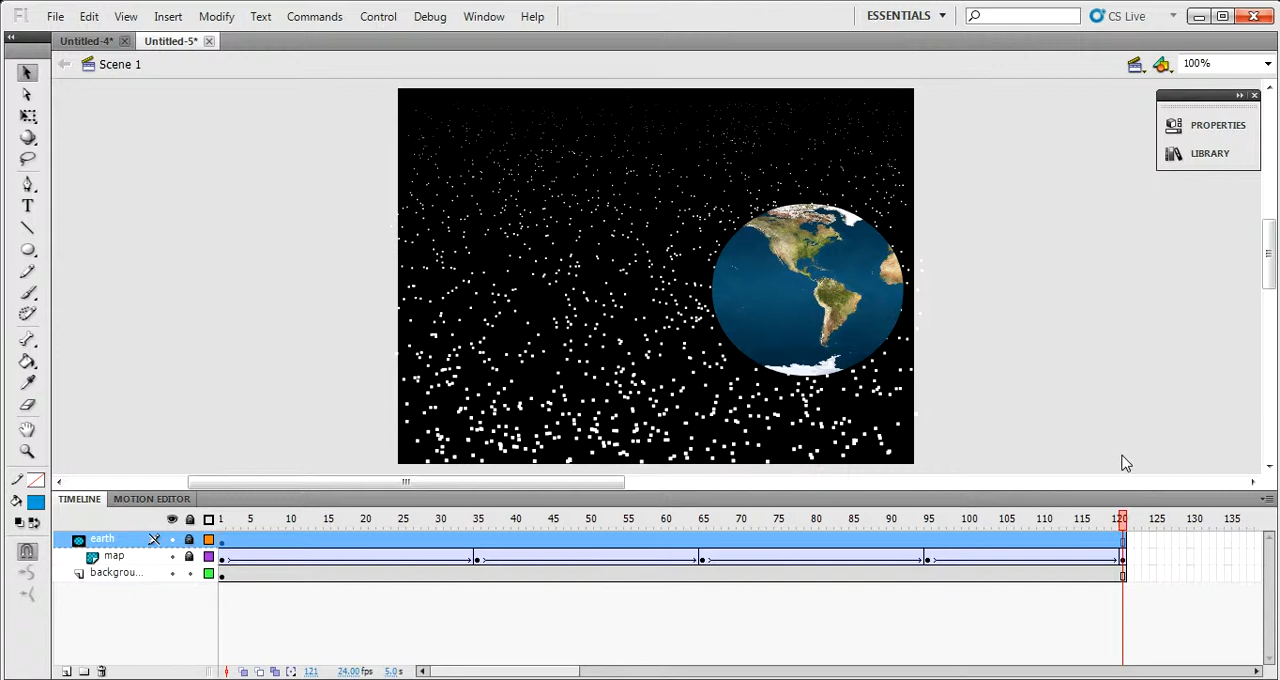 Fl File Edit View Insert Modify Text Commands Control Debug Window Help ESSENTIALS CS Live
Untitled-4* Untitled-5*
Scene 1 100%
PROPERTIES
LIBRARY
T
TIMELINE MOTION EDITOR
1 5 10 15 20 25 30 35 40 45 50 55 60 65 70 75 80 85 90 95 100 105 110 115 120 125 130 135
earth
map
backgrou...
121 24.00 fps 5.0 s